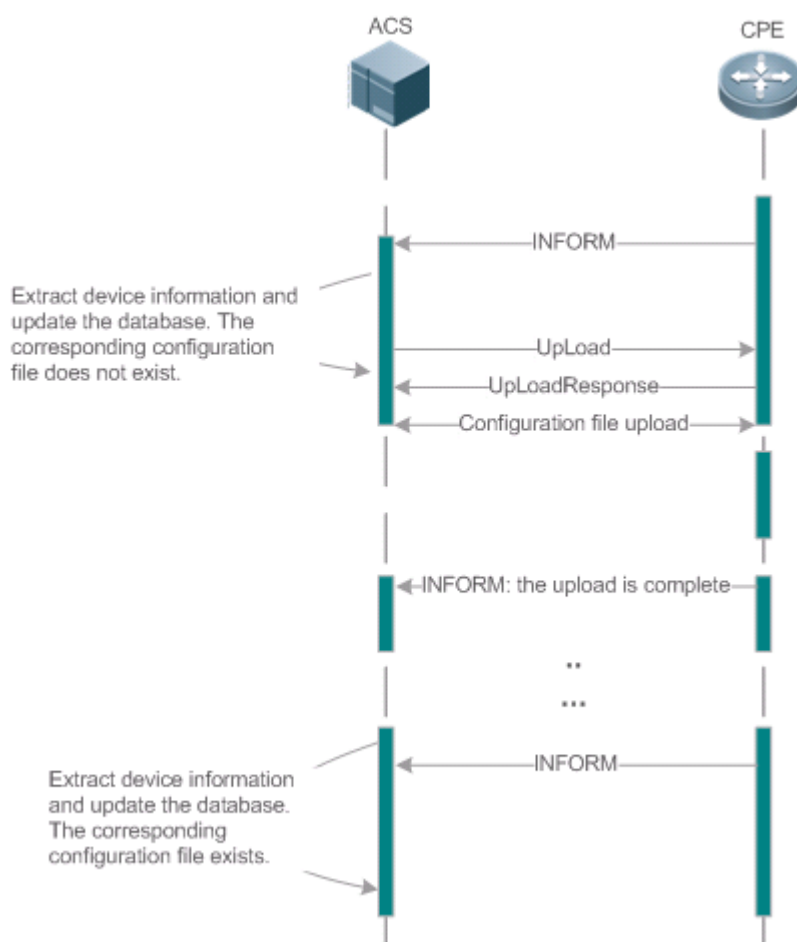 ACS
CPE
INFORM
Extract device information and
update the database. The
corresponding configuration
file does not exist.
UpLoad
UpLoadResponse
Configuration file upload
INFORM: the upload is complete
..
...
INFORM
Extract device information
and update the database.
The corresponding
configuration file exists.